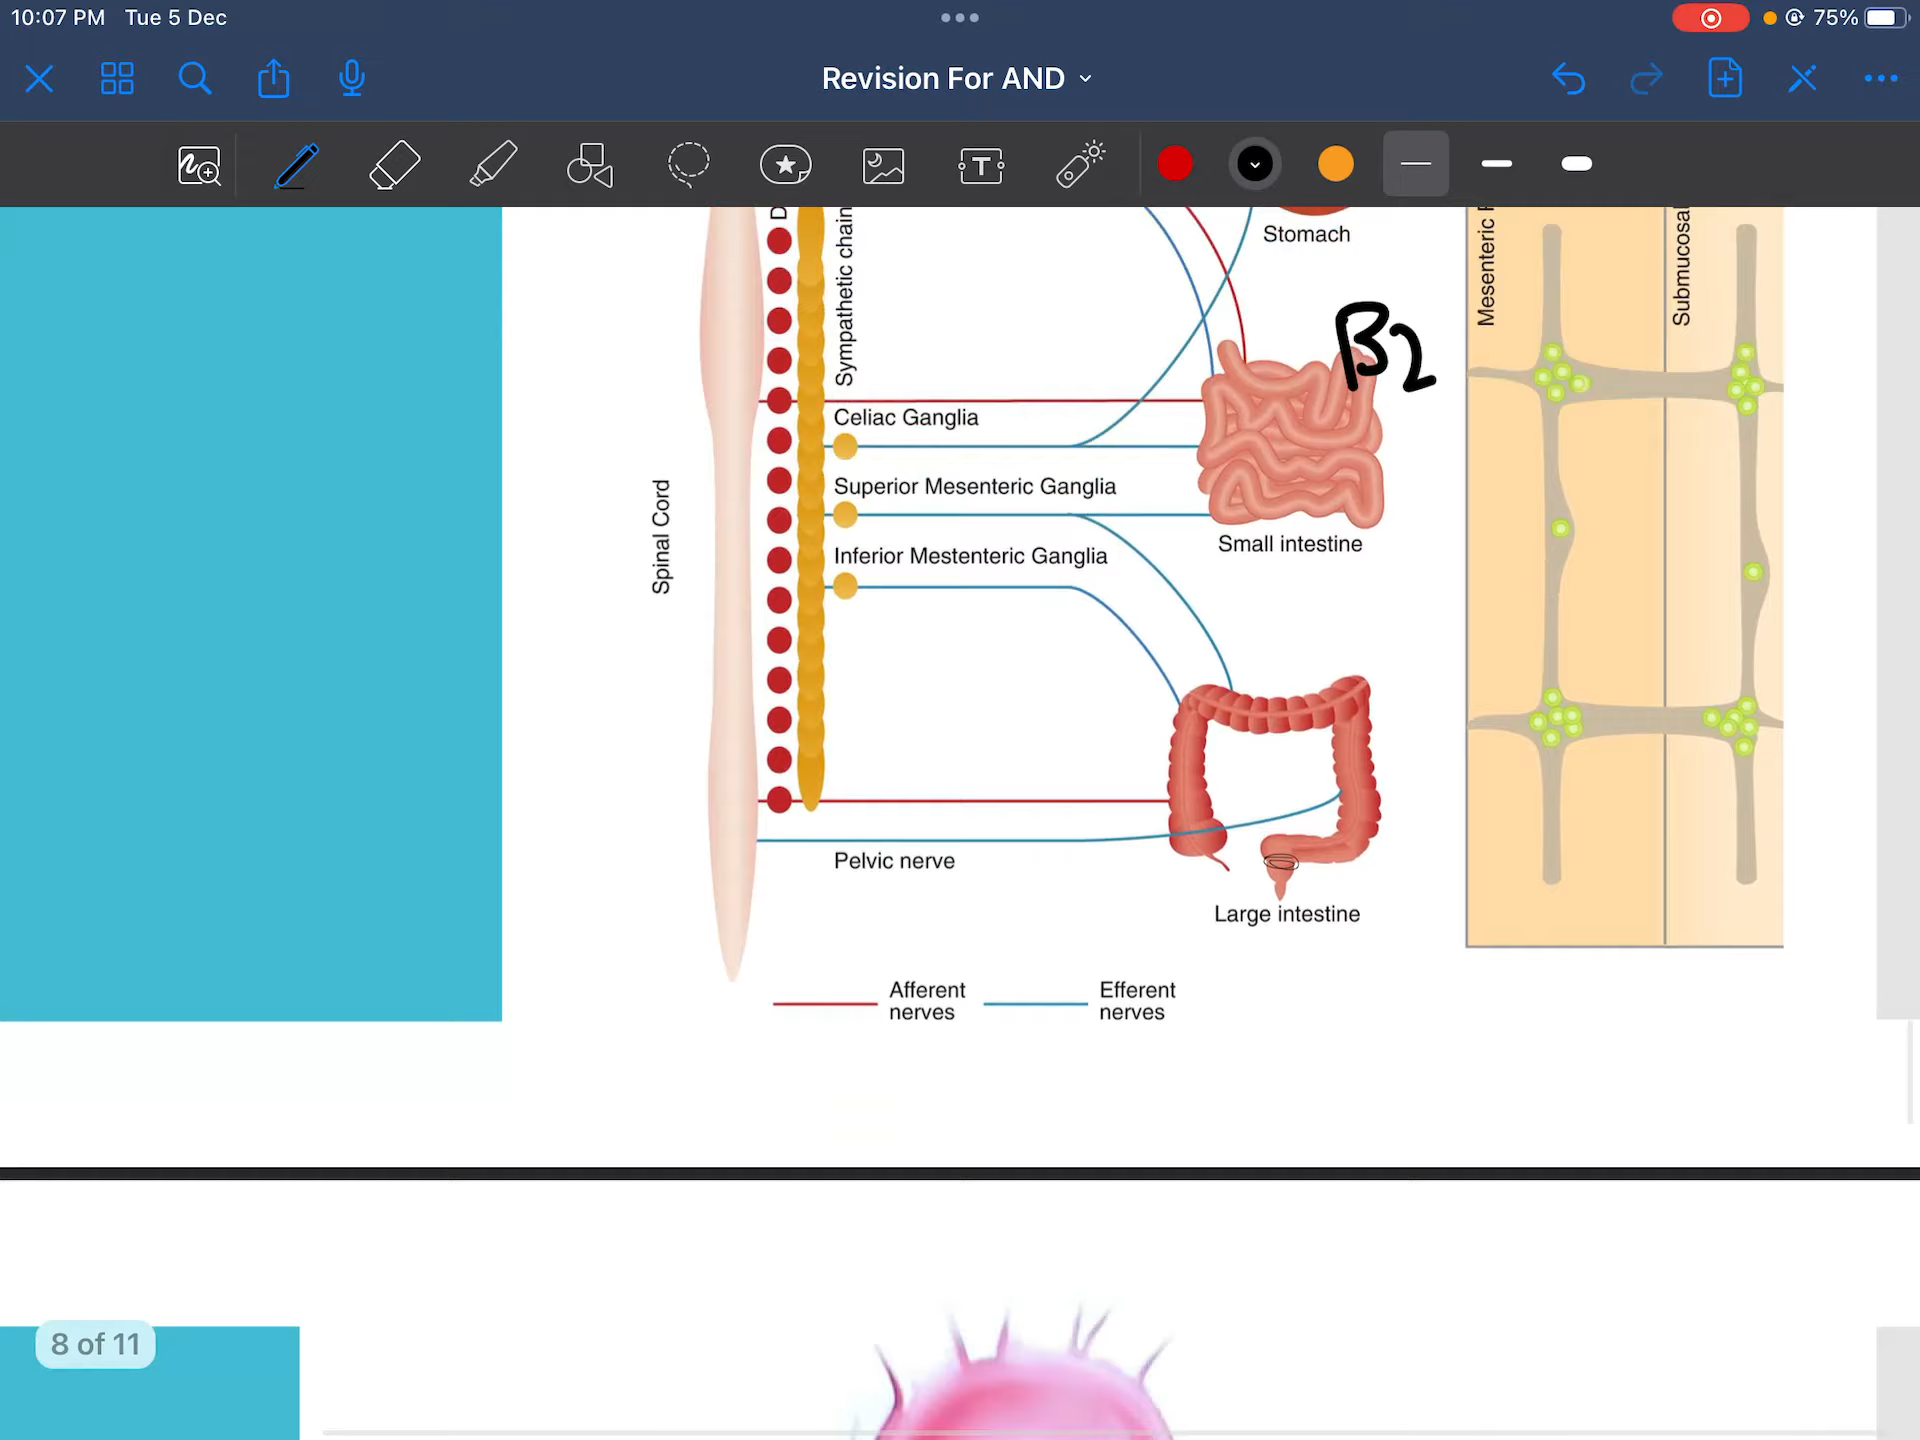 10:07 PM Tue 5 Dec
75%
Revision For AND
T
D
Sympathetic chain
Stomach
Mesenteric
Submucosal
β2
Celiac Ganglia
Superior Mesenteric Ganglia
Small intestine
Inferior Mestenteric Ganglia
Spinal Cord
Pelvic nerve
Large intestine
Afferent
nerves
Efferent
nerves
8 of 11